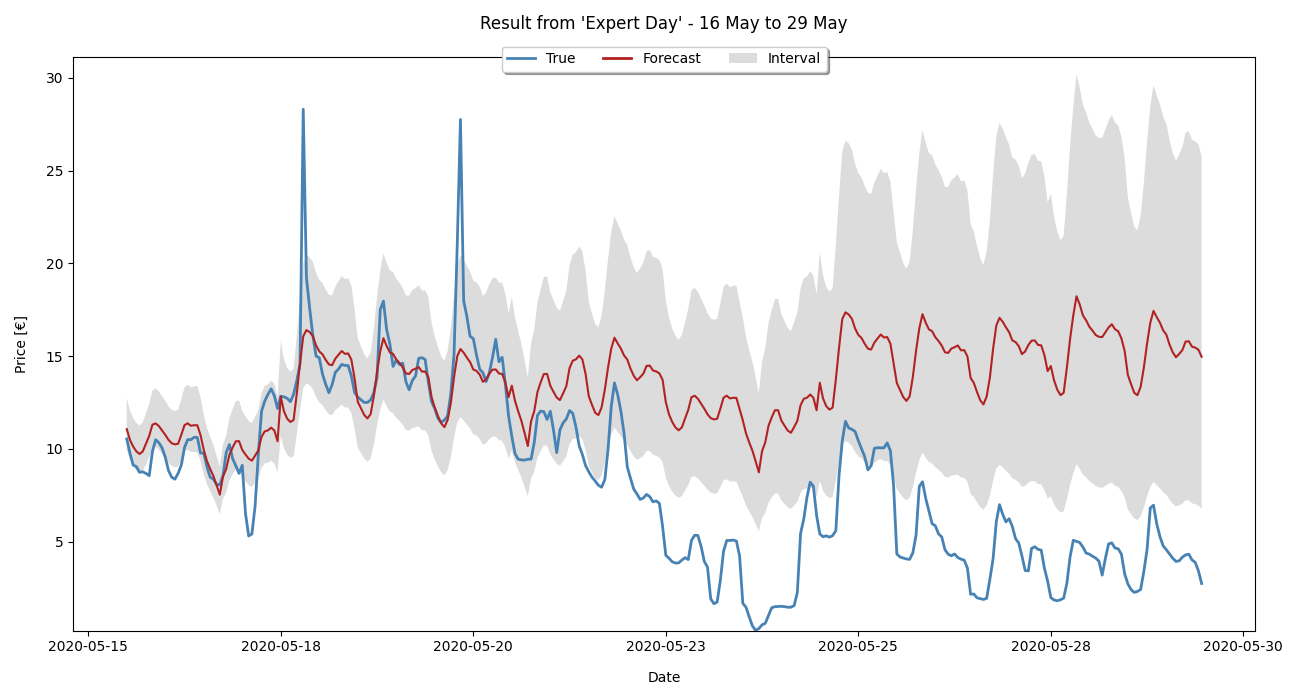 Result from 'Expert Day' - 16 May to 29 May
True Forecast Interval
30
25
20
15
10
5
Price [€]
2020-05-15 2020-05-18 2020-05-20 2020-05-23 2020-05-25 2020-05-28 2020-05-30
Date